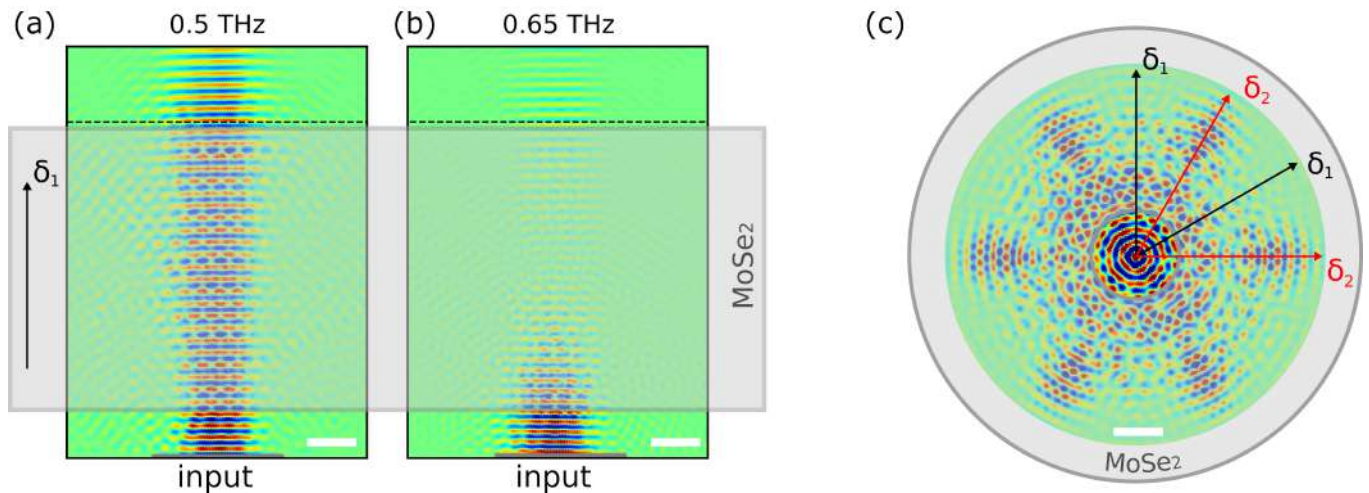 (a) 0.5 THz (b) 0.65 THz (c)
δ₁
MoSe₂
input input
δ₁
δ₂
δ₁
δ₂
MoSe₂